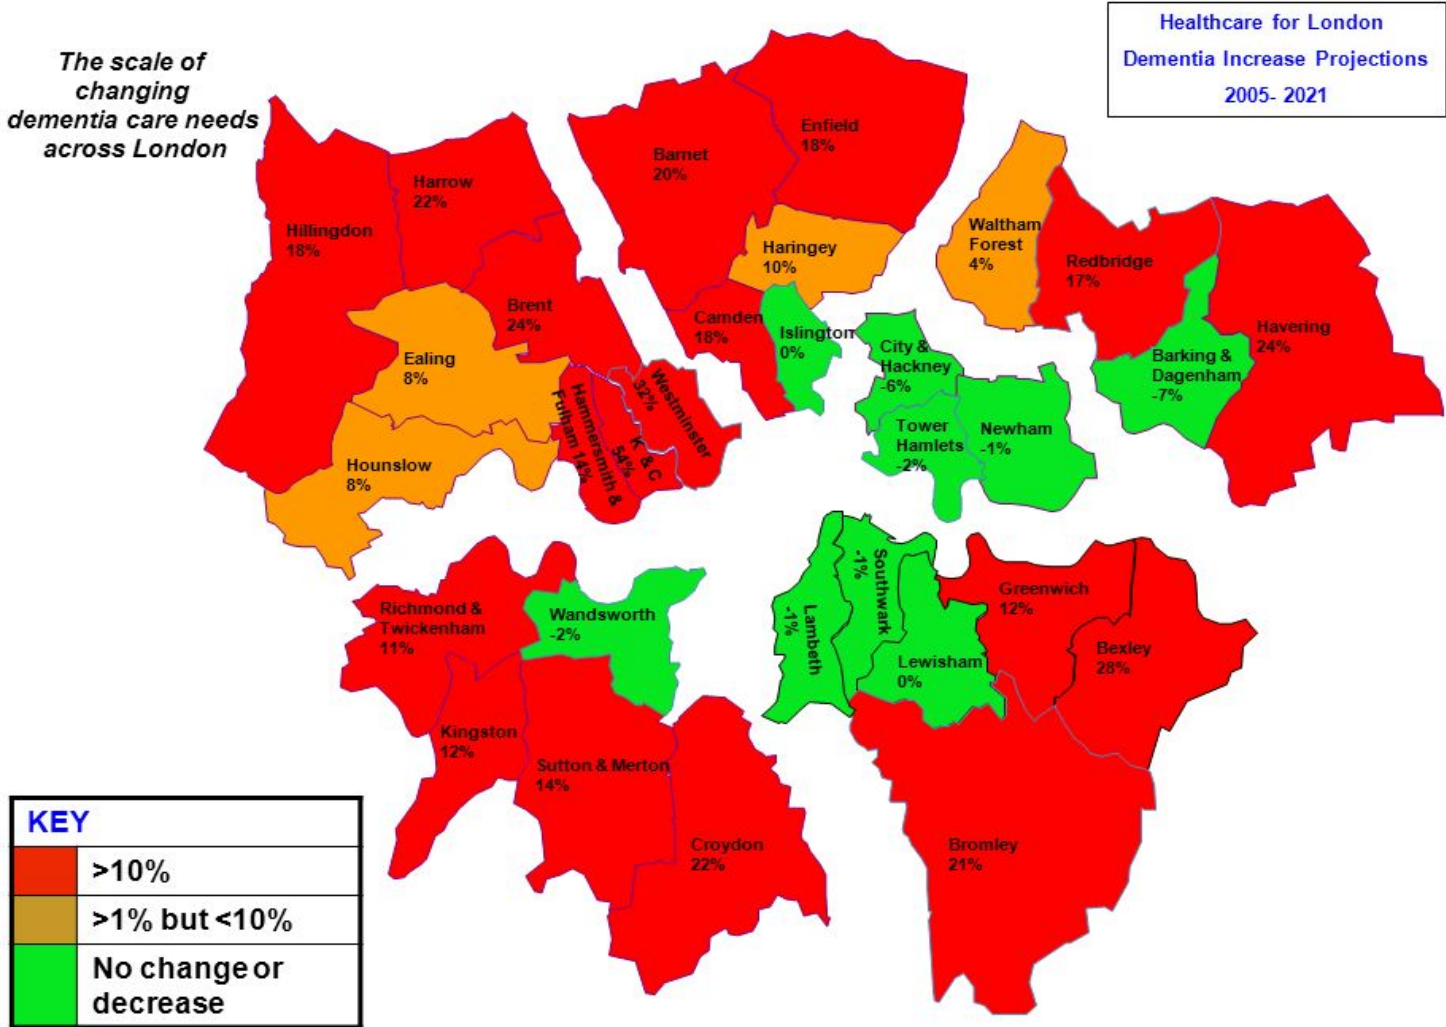 The scale of
changing
dementia care needs
across London
Healthcare for London
Dementia Increase Projections
2005- 2021
Hillingdon
18%
Harrow
22%
Brent
24%
Ealing
8%
Hounslow
8%
Hammersmith &
Fulham 14%
K & C
54%
Westminster
32%
Barnet
20%
Enfield
18%
Haringey
10%
Camden
18%
Islington
0%
Waltham
Forest
4%
Redbridge
17%
Havering
24%
Barking &
Dagenham
-7%
City &
Hackney
-6%
Tower
Hamlets
-2%
Newham
-1%
Richmond &
Twickenham
11%
Wandsworth
-2%
Kingston
12%
Sutton & Merton
14%
Croydon
22%
Lambeth
-1%
Southwark
-1%
Lewisham
0%
Greenwich
12%
Bexley
28%
Bromley
21%
KEY
>10%
>1% but <10%
No change or
decrease